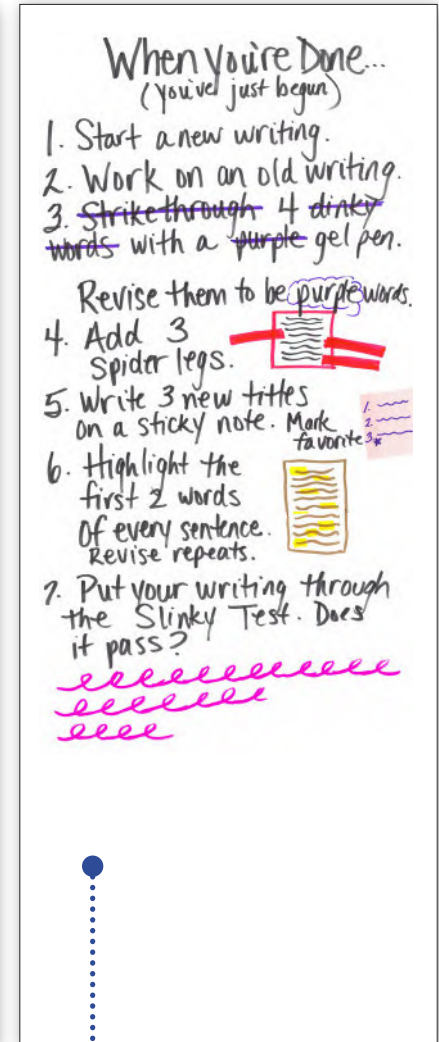 When You're Done...
(you've just begun)
1. Start a new writing.
2. Work on an old writing.
3. Strikethrough 4 dinky
words with a purple gel pen.
Revise them to be purple words.
4. Add 3
Spider legs.
5. Write 3 new titles
on a sticky note. Mark
favorite
1.
2.
3.*
6. Highlight the
first 2 words
of every sentence.
Revise repeats.
7. Put your writing through
the Slinky Test. Does
it pass?